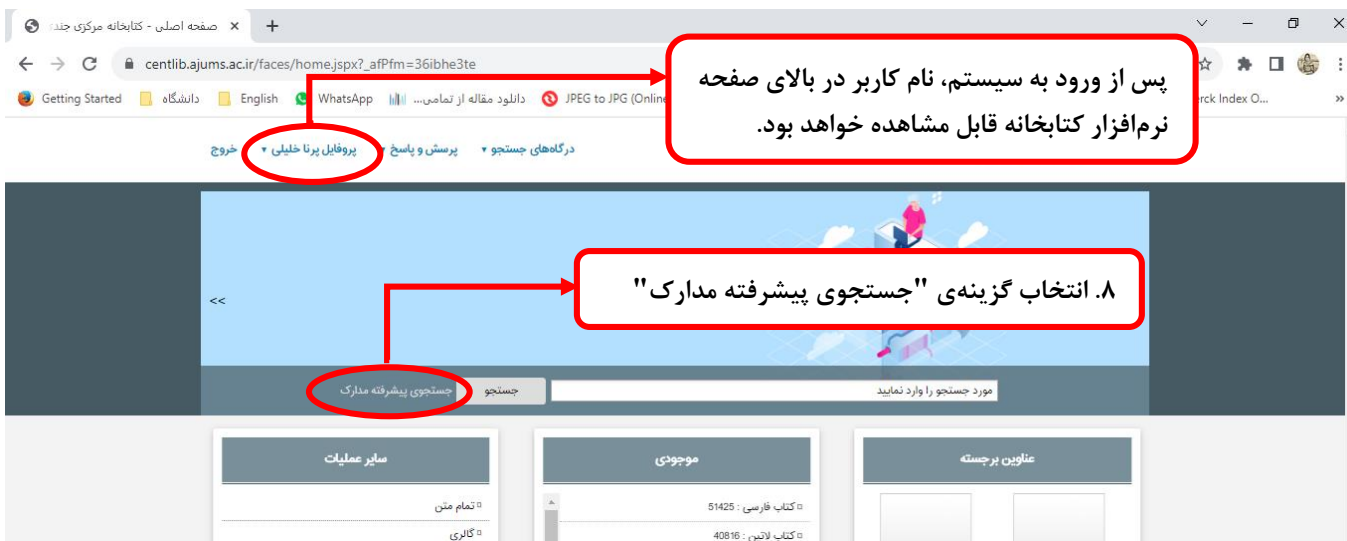 صفحه اصلی - کتابخانه مرکزی جند
centlib.ajums.ac.ir/faces/home.jspx?_afPfm=36ibhe3te
Getting Started دانشگاه English WhatsApp دانلود مقاله از تمامی... JPEG to JPG (Online rck Index O...
پس از ورود به سیستم، نام کاربر در بالای صفحه
نرم‌افزار کتابخانه قابل مشاهده خواهد بود.
درگاه‌های جستجو پرسش و پاسخ پروفایل پرنا خلیلی خروج
۸. انتخاب گزینه‌ی "جستجوی پیشرفته مدارک"
<<
مورد جستجو را وارد نمایید جستجو جستجوی پیشرفته مدارک
عناوین برجسته موجودی سایر عملیات
کتاب فارسی : 51425 تمام متن
کتاب لاتین : 40816 گالری